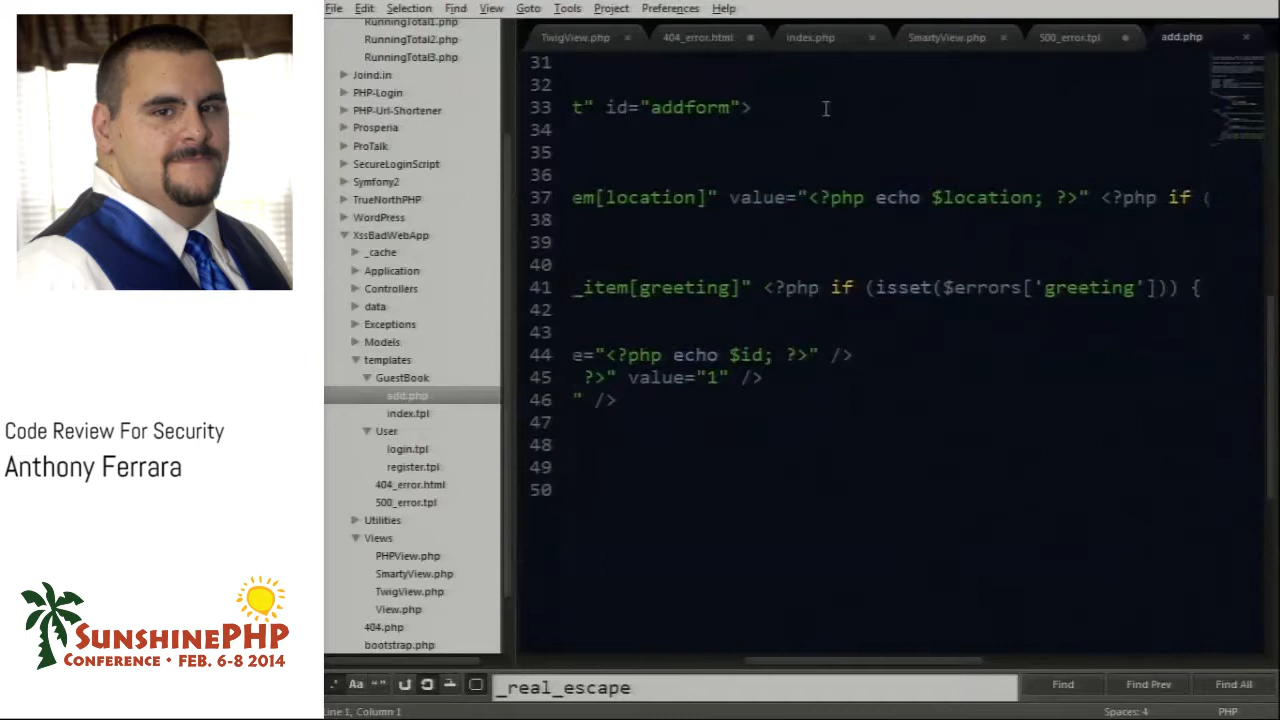 File Edit Selection Find View Goto Tools Project Preferences Help
RunningTotal1.php
RunningTotal2.php
RunningTotal3.php
Joind.in
PHP-Login
PHP-Url-Shortener
Prosperia
ProTalk
SecureLoginScript
Symfony2
TrueNorthPHP
WordPress
XssBadWebApp
_cache
Application
Controllers
data
Exceptions
Models
templates
GuestBook
add.php
index.tpl
User
login.tpl
register.tpl
404_error.html
500_error.tpl
Utilities
Views
PHPView.php
SmartyView.php
TwigView.php
View.php
404.php
bootstrap.php
TwigView.php 404_error.html index.php SmartyView.php 500_error.tpl add.php
31
32
33 t" id="addform">
34
35
36
37 em[location]" value="<?php echo $location; ?>" <?php if (
38
39
40
41 _item[greeting]" <?php if (isset($errors['greeting'])) {
42
43
44 e="<?php echo $id; ?>" />
45 ?>" value="1" />
46 " />
47
48
49
50
Code Review For Security
Anthony Ferrara
SunshinePHP
Conference • Feb. 6-8 2014
.* Aa "" _real_escape Find Find Prev Find All
Line 1, Column 1 Spaces: 4 PHP